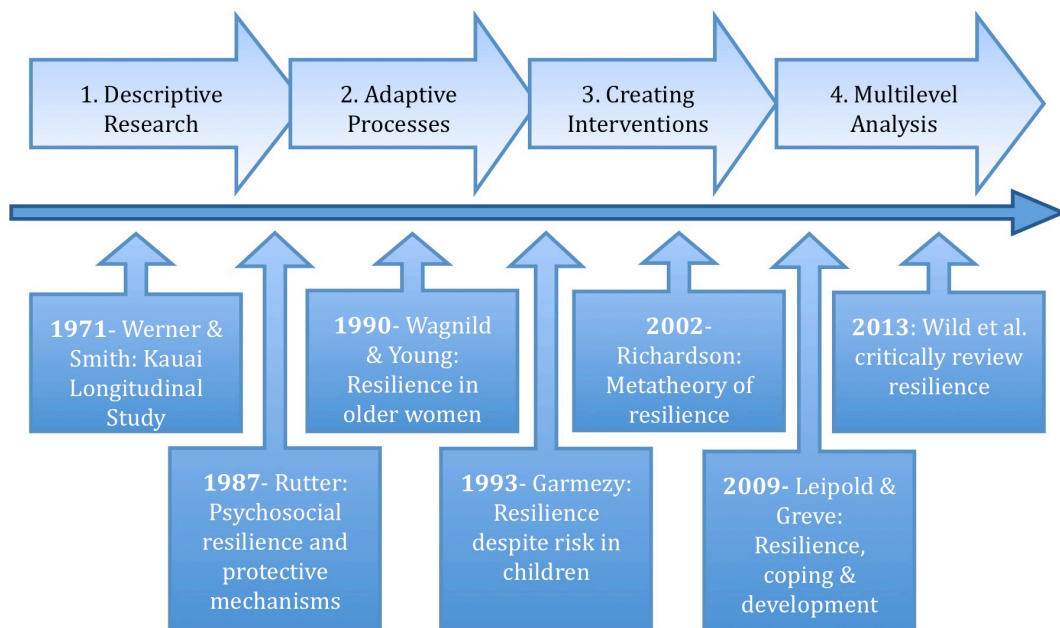 1. Descriptive
Research
2. Adaptive
Processes
3. Creating
Interventions
4. Multilevel
Analysis
1971- Werner &
Smith: Kauai
Longitudinal
Study
1987- Rutter:
Psychosocial
resilience and
protective
mechanisms
1990- Wagnild
& Young:
Resilience in
older women
1993- Garmezy:
Resilience
despite risk in
children
2002-
Richardson:
Metatheory of
resilience
2009- Leipold &
Greve:
Resilience,
coping &
development
2013: Wild et al.
critically review
resilience